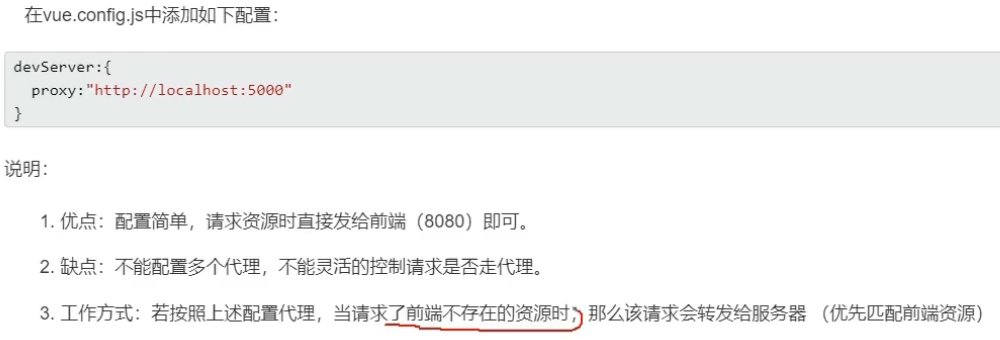 在vue.config.js中添加如下配置：
devServer:{
  proxy:"http://localhost:5000"
}
说明：
1. 优点：配置简单，请求资源时直接发给前端（8080）即可。
2. 缺点：不能配置多个代理，不能灵活的控制请求是否走代理。
3. 工作方式：若按照上述配置代理，当请求了前端不存在的资源时，那么该请求会转发给服务器 （优先匹配前端资源）